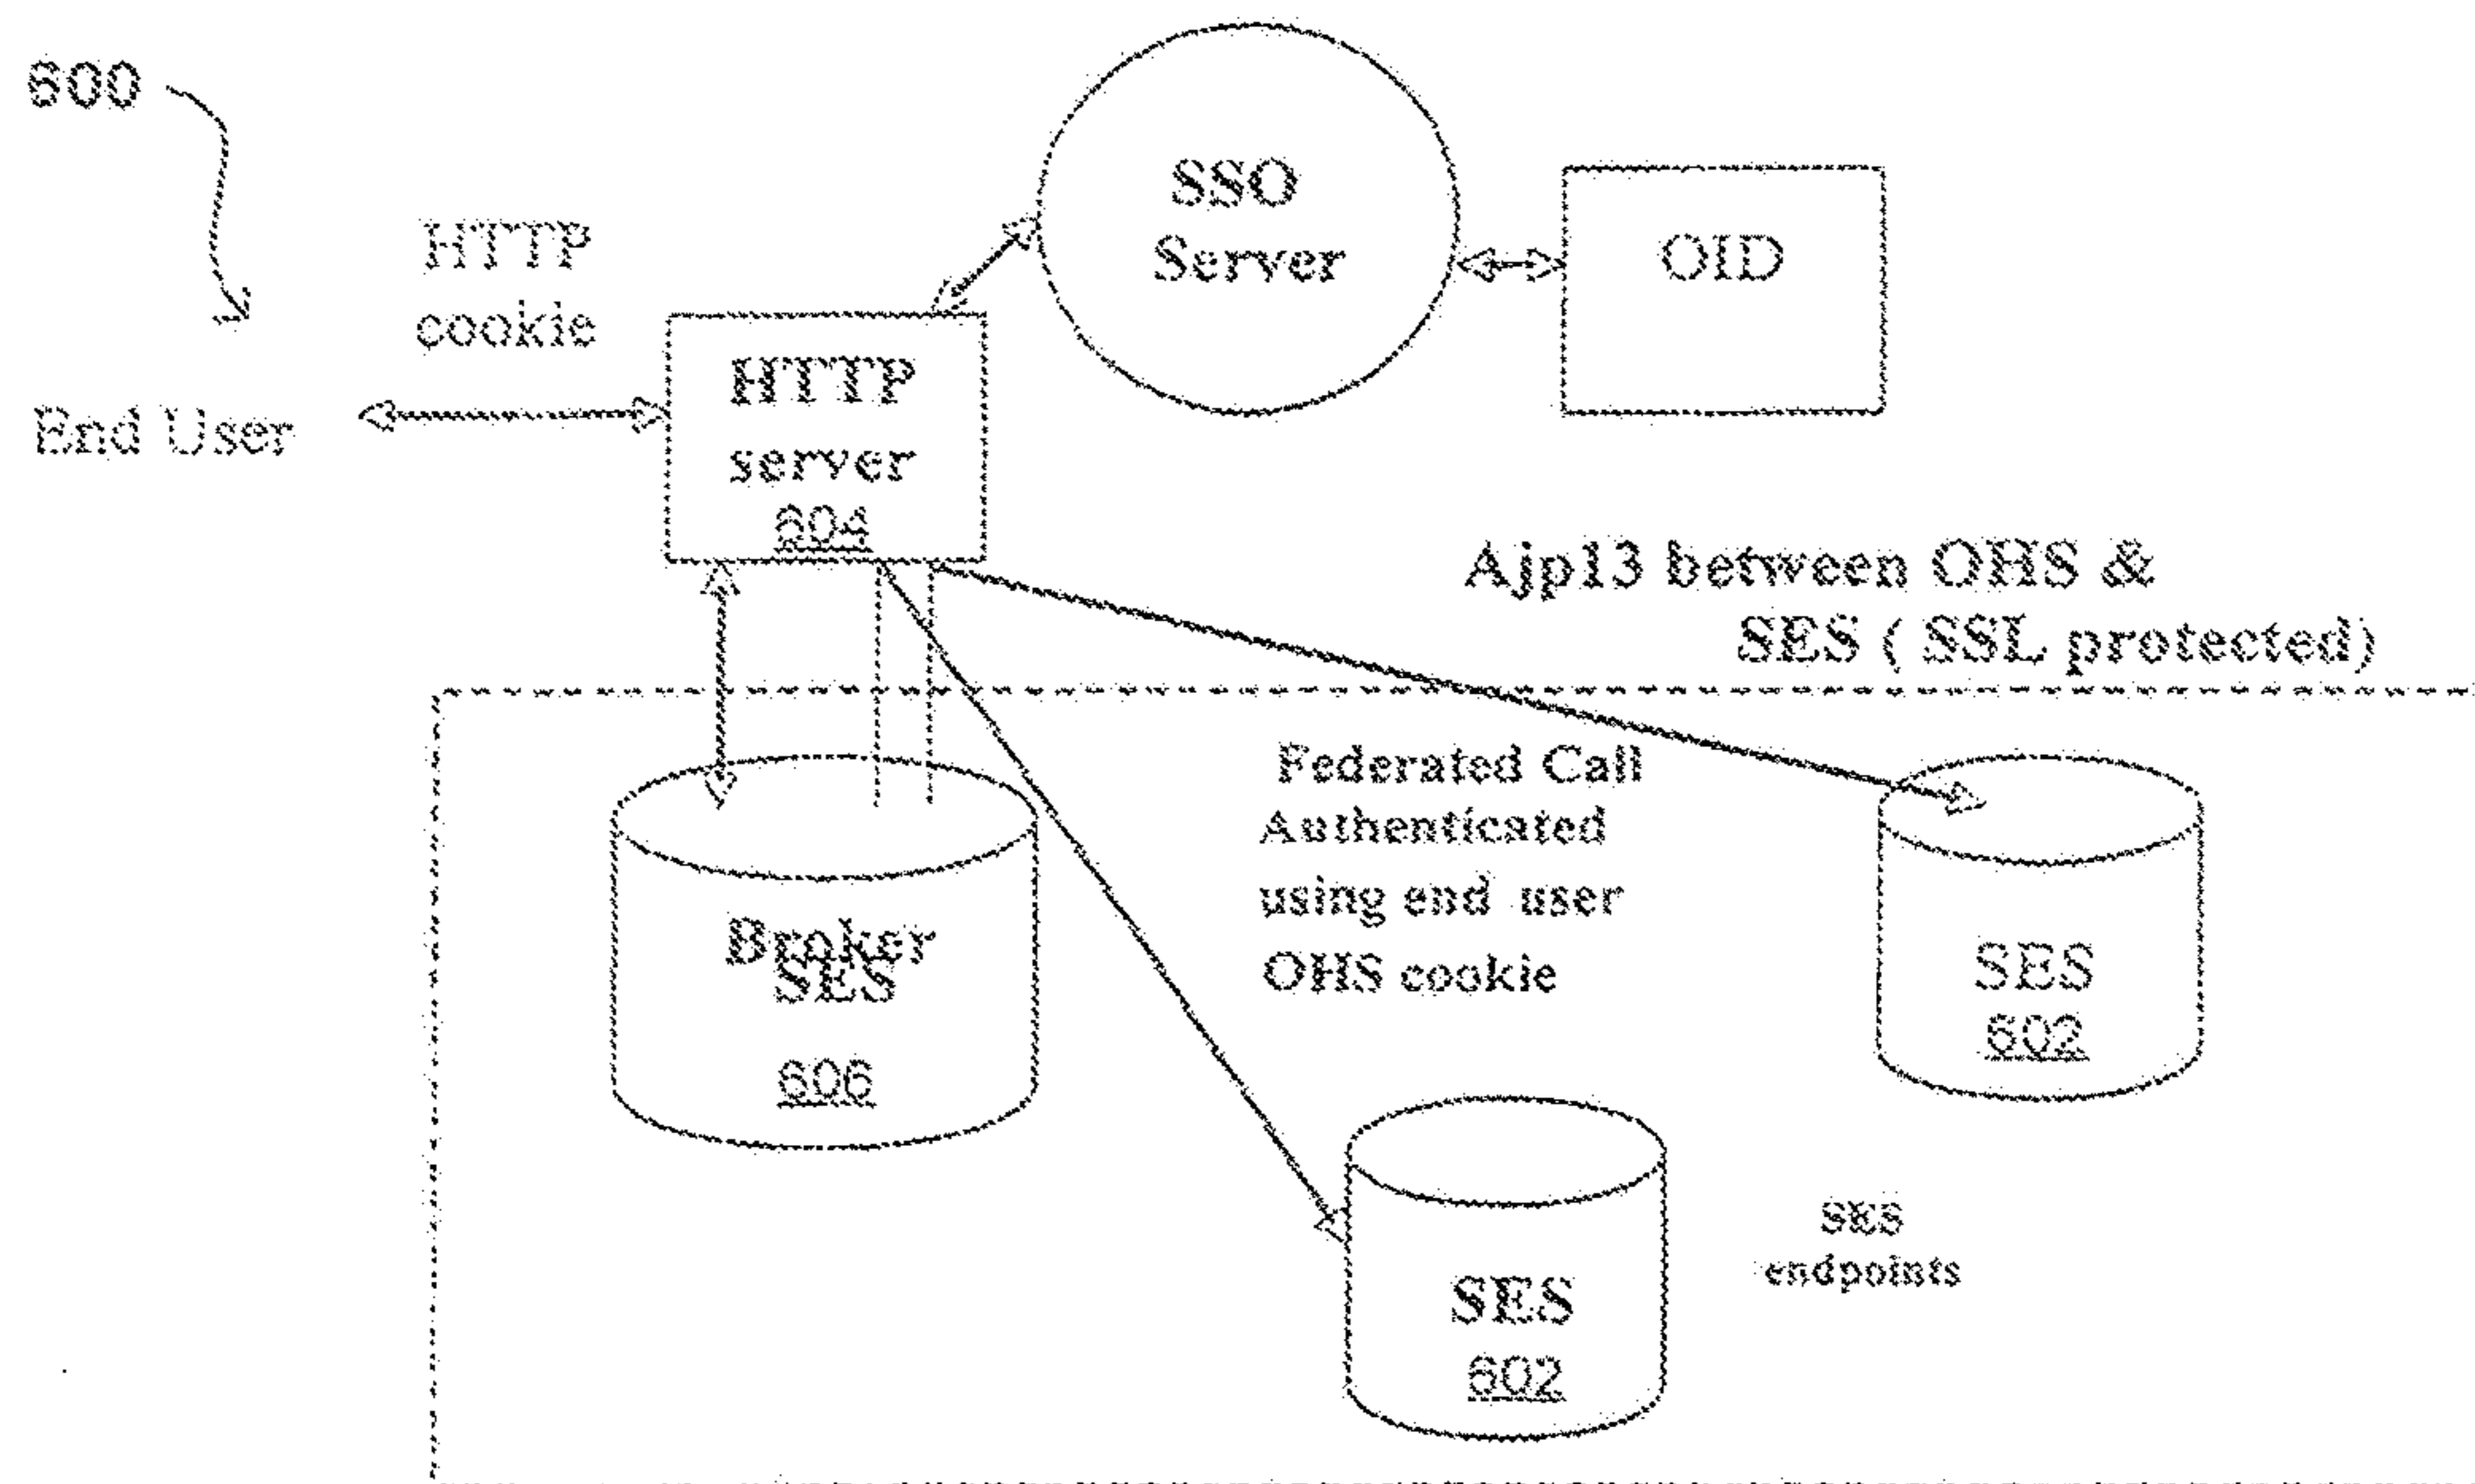 600
HTTP
cookie
End User
HTTP
server
604
SSO
Server
OID
Ajp13 between OHS &
SES ( SSL protected)
Federated Call
Authenticated
using end user
OHS cookie
Broker
SES
606
SES
602
SES
602
SES
endpoints